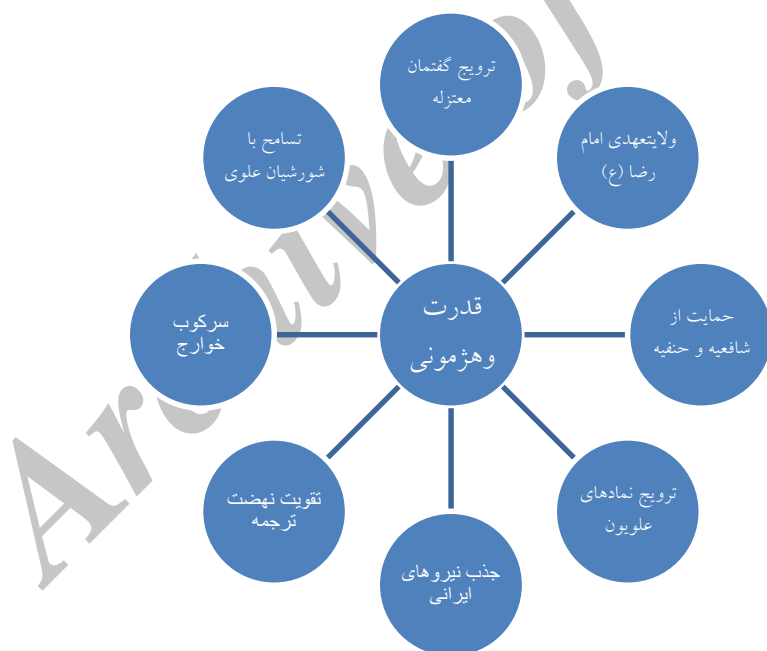 ترویج گفتمان
معتزله
ولایتعهدی امام
رضا (ع)
حمایت از
شافعیه و حنفیه
ترویج نمادهای
علویون
جذب نیروهای
ایرانی
تقویت نهضت
ترجمه
سرکوب
خوارج
تسامح با
شورشیان علوی
قدرت
وهژمونی